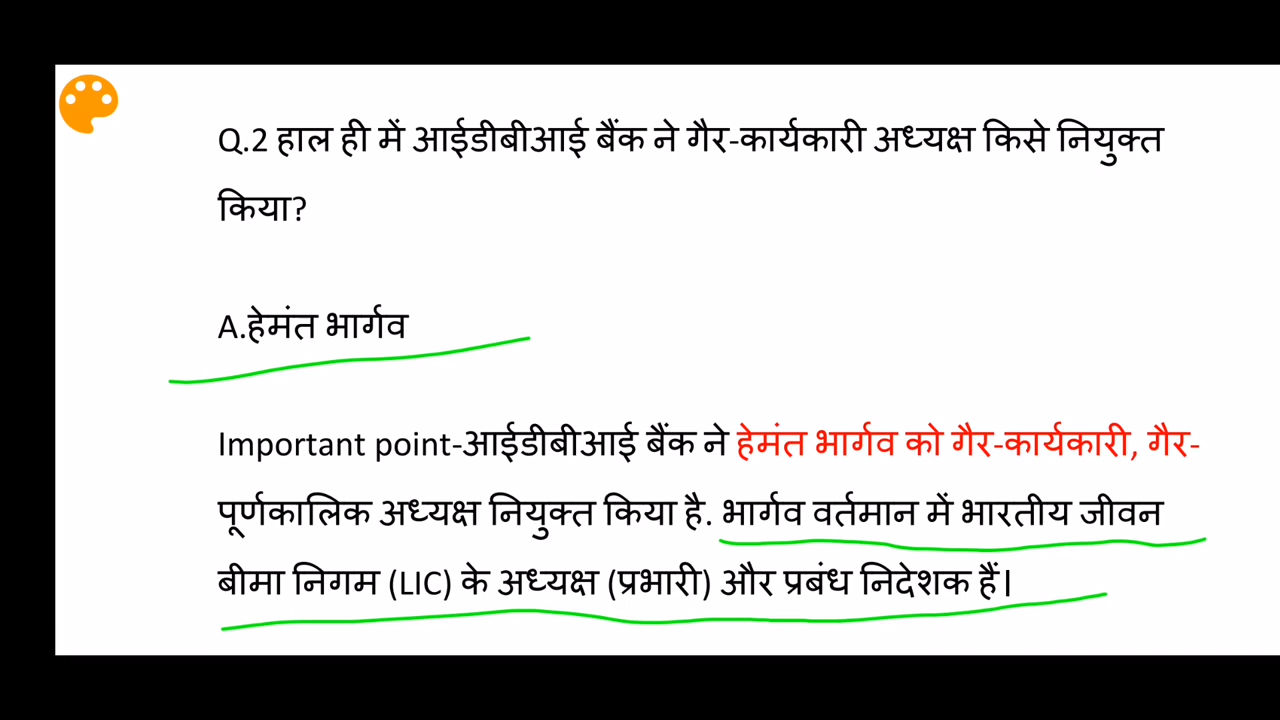 Q.2 हाल ही में आईडीबीआई बैंक ने गैर-कार्यकारी अध्यक्ष किसे नियुक्त
किया?
A.हेमंत भार्गव
Important point-आईडीबीआई बैंक ने हेमंत भार्गव को गैर-कार्यकारी, गैर-
पूर्णकालिक अध्यक्ष नियुक्त किया है. भार्गव वर्तमान में भारतीय जीवन
बीमा निगम (LIC) के अध्यक्ष (प्रभारी) और प्रबंध निदेशक हैं।